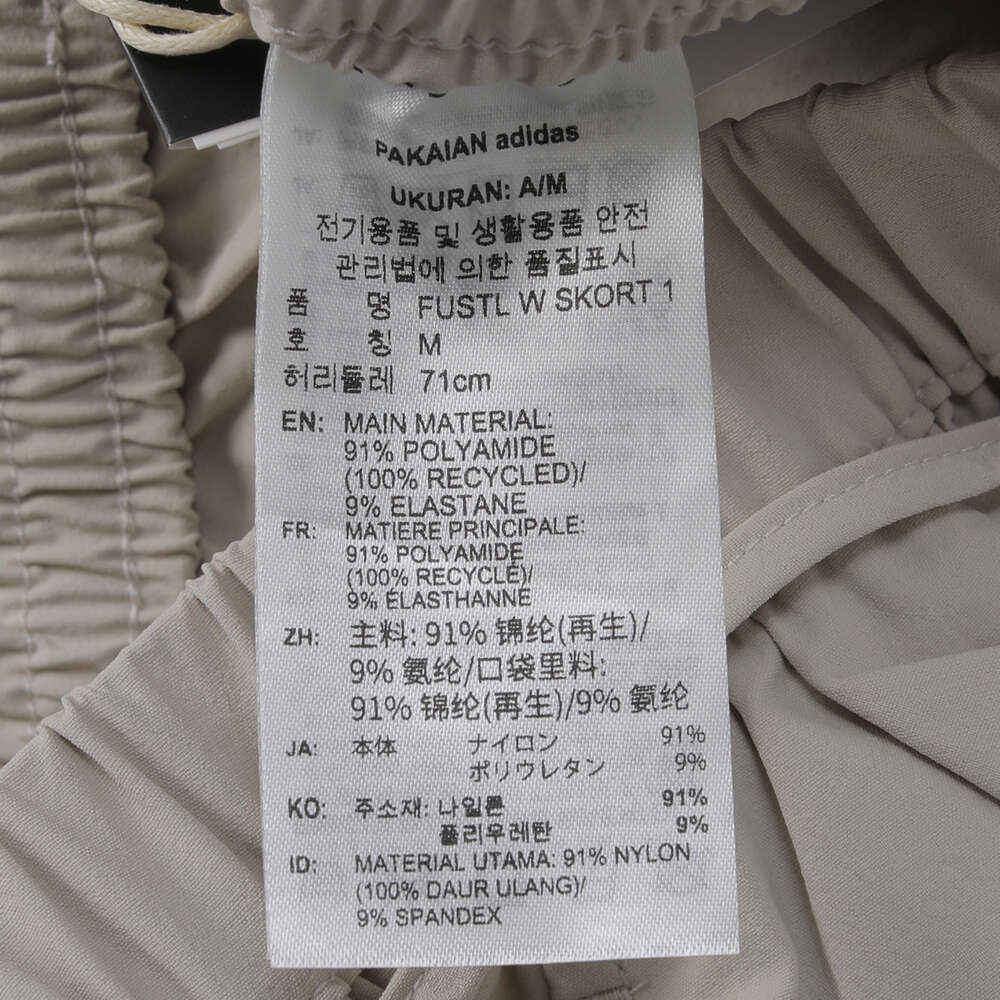 PAKAIAN adidas
UKURAN: A/M
전기용품 및 생활용품 안전
관리법에 의한 품질표시
품 명 FUSTL W SKORT 1
호 칭 M
허리둘레 71cm
EN: MAIN MATERIAL:
91% POLYAMIDE
(100% RECYCLED)/
9% ELASTANE
FR: MATIERE PRINCIPALE:
91% POLYAMIDE
(100% RECYCLÉ)/
9% ÉLASTHANNE
ZH: 主料: 91% 锦纶(再生)/
9% 氨纶/口袋里料:
91% 锦纶(再生)/9% 氨纶
JA: 本体 ナイロン 91%
ポリウレタン 9%
KO: 주소재: 나일론 91%
폴리우레탄 9%
ID: MATERIAL UTAMA: 91% NYLON
(100% DAUR ULANG)/
9% SPANDEX